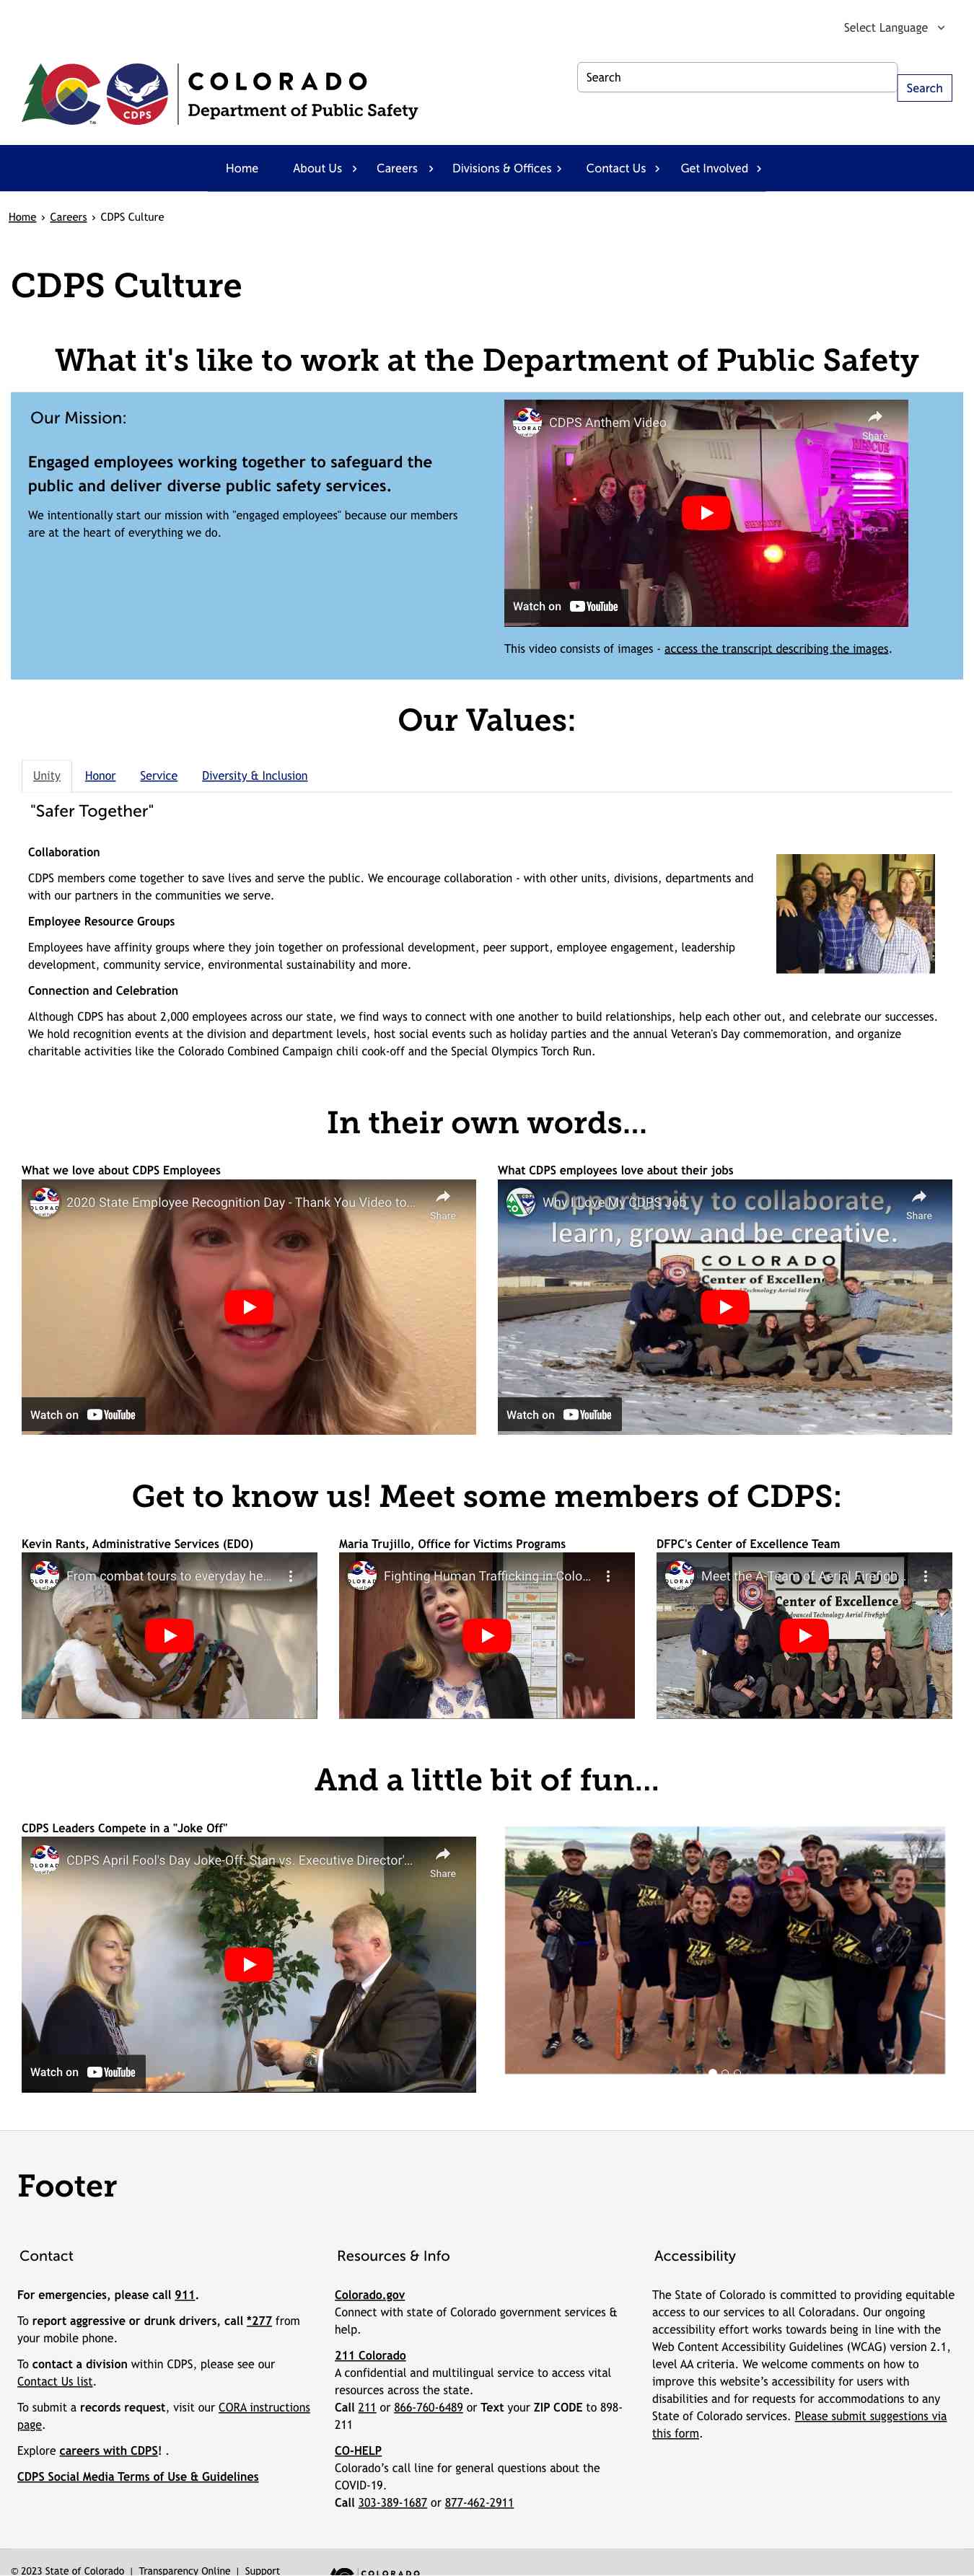 Select Language
COLORADO
Department of Public Safety
CDPS
Search
Search
Home
About Us
Careers
Divisions & Offices
Contact Us
Get Involved
Home › Careers › CDPS Culture
CDPS Culture
What it's like to work at the Department of Public Safety
Our Mission:
Engaged employees working together to safeguard the
public and deliver diverse public safety services.
We intentionally start our mission with "engaged employees" because our members
are at the heart of everything we do.
CDPS Anthem Video
Share
Watch on YouTube
This video consists of images - access the transcript describing the images.
Our Values:
Unity
Honor
Service
Diversity & Inclusion
"Safer Together"
Collaboration
CDPS members come together to save lives and serve the public. We encourage collaboration - with other units, divisions, departments and
with our partners in the communities we serve.
Employee Resource Groups
Employees have affinity groups where they join together on professional development, peer support, employee engagement, leadership
development, community service, environmental sustainability and more.
Connection and Celebration
Although CDPS has about 2,000 employees across our state, we find ways to connect with one another to build relationships, help each other out, and celebrate our successes.
We hold recognition events at the division and department levels, host social events such as holiday parties and the annual Veteran's Day commemoration, and organize
charitable activities like the Colorado Combined Campaign chili cook-off and the Special Olympics Torch Run.
In their own words...
What we love about CDPS Employees
2020 State Employee Recognition Day - Thank You Video to...
Share
Watch on YouTube
What CDPS employees love about their jobs
Why I Love My CDPS Job
Share
Opportunity to collaborate,
learn, grow and be creative.
COLORADO
Center of Excellence
Watch on YouTube
Get to know us! Meet some members of CDPS:
Kevin Rants, Administrative Services (EDO)
From combat tours to everyday he...
Maria Trujillo, Office for Victims Programs
Fighting Human Trafficking in Colo...
DFPC's Center of Excellence Team
Meet the A-Team of Aerial Firefigh...
COLORADO
Center of Excellence
And a little bit of fun...
CDPS Leaders Compete in a "Joke Off"
CDPS April Fool's Day Joke-Off: Stan vs. Executive Director'...
Share
Watch on YouTube
Footer
Contact
For emergencies, please call 911.
To report aggressive or drunk drivers, call *277 from
your mobile phone.
To contact a division within CDPS, please see our
Contact Us list.
To submit a records request, visit our CORA instructions
page.
Explore careers with CDPS! .
CDPS Social Media Terms of Use & Guidelines
Resources & Info
Colorado.gov
Connect with state of Colorado government services &
help.
211 Colorado
A confidential and multilingual service to access vital
resources across the state.
Call 211 or 866-760-6489 or Text your ZIP CODE to 898-
211
CO-HELP
Colorado’s call line for general questions about the
COVID-19.
Call 303-389-1687 or 877-462-2911
Accessibility
The State of Colorado is committed to providing equitable
access to our services to all Coloradans. Our ongoing
accessibility effort works towards being in line with the
Web Content Accessibility Guidelines (WCAG) version 2.1,
level AA criteria. We welcome comments on how to
improve this website’s accessibility for users with
disabilities and for requests for accommodations to any
State of Colorado services. Please submit suggestions via
this form.
© 2023 State of Colorado | Transparency Online | Support
COLORADO